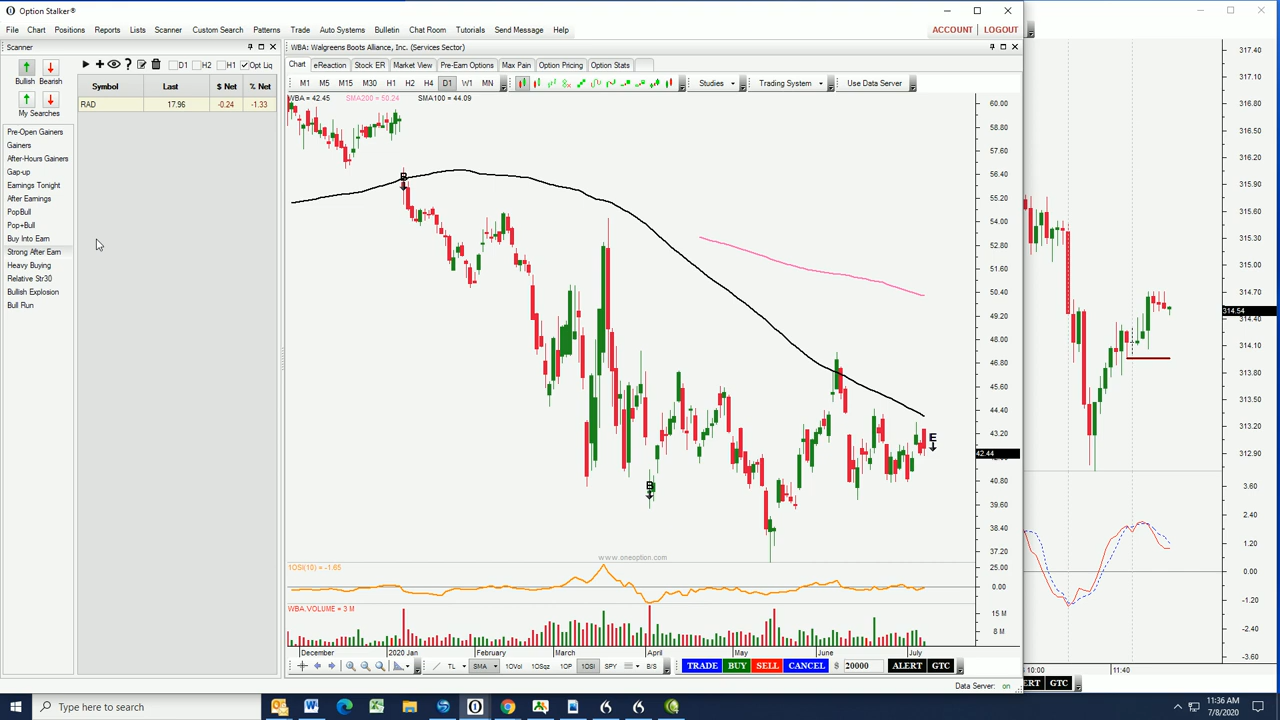 Option Stalker®
File Chart Positions Reports Lists Scanner Custom Search Patterns Trade Tools Bulletin Chat Room Tutorials Send Message Help ACCOUNT LOGOUT
Scanner
WBA: Walgreens Boots Alliance, Inc. (Services Sector)
Chart eReaction Stock ER Market View Pre-Earn Options Max Pain Option Pricing Option Stats
D1 H2 H1 Opt Liq
Bullish Bearish
My Searches
M1 M5 M15 M30 H1 H2 H4 D1 W1 MN Studies Trading System Use Data Server
Symbol Last $ Net % Net
RAD 17.96 -0.24 -1.33
WBA = 42.45 SMA200 = 50.24 SMA100 = 44.09
Pre-Open Gainers
Gainers
After-Hours Gainers
Gap-up
Earnings Tonight
After Earnings
PopBull
Pop+Bull
Buy Into Earn
Strong After Earn
Heavy Buying
Relative Str30
Bullish Explosion
Bull Run
60.00
58.80
57.60
56.40
55.20
54.00
52.80
51.60
50.40
49.20
48.00
46.80
45.60
44.40
43.20
42.44
40.80
39.60
38.40
37.20
B
B
E
www.oneoption.com
1OSI(10) = -1.65
25.00
0.00
WBA.VOLUME = 3 M
15 M
8 M
December 2020 Jan February March April May June July
TL SMA 1OVol 1OSqz 1OP 1OSI SPY B/S TRADE BUY SELL CANCEL $ 20000 ALERT GTC
Data Server: on
317.40
317.10
316.80
316.50
316.20
315.90
315.60
315.30
315.00
314.70
314.54
314.40
314.10
313.80
313.50
313.20
312.90
3.60
2.40
1.20
0.00
-1.20
-2.40
-3.60
10:00 11:40
ERT GTC
Type here to search
11:36 AM
7/8/2020